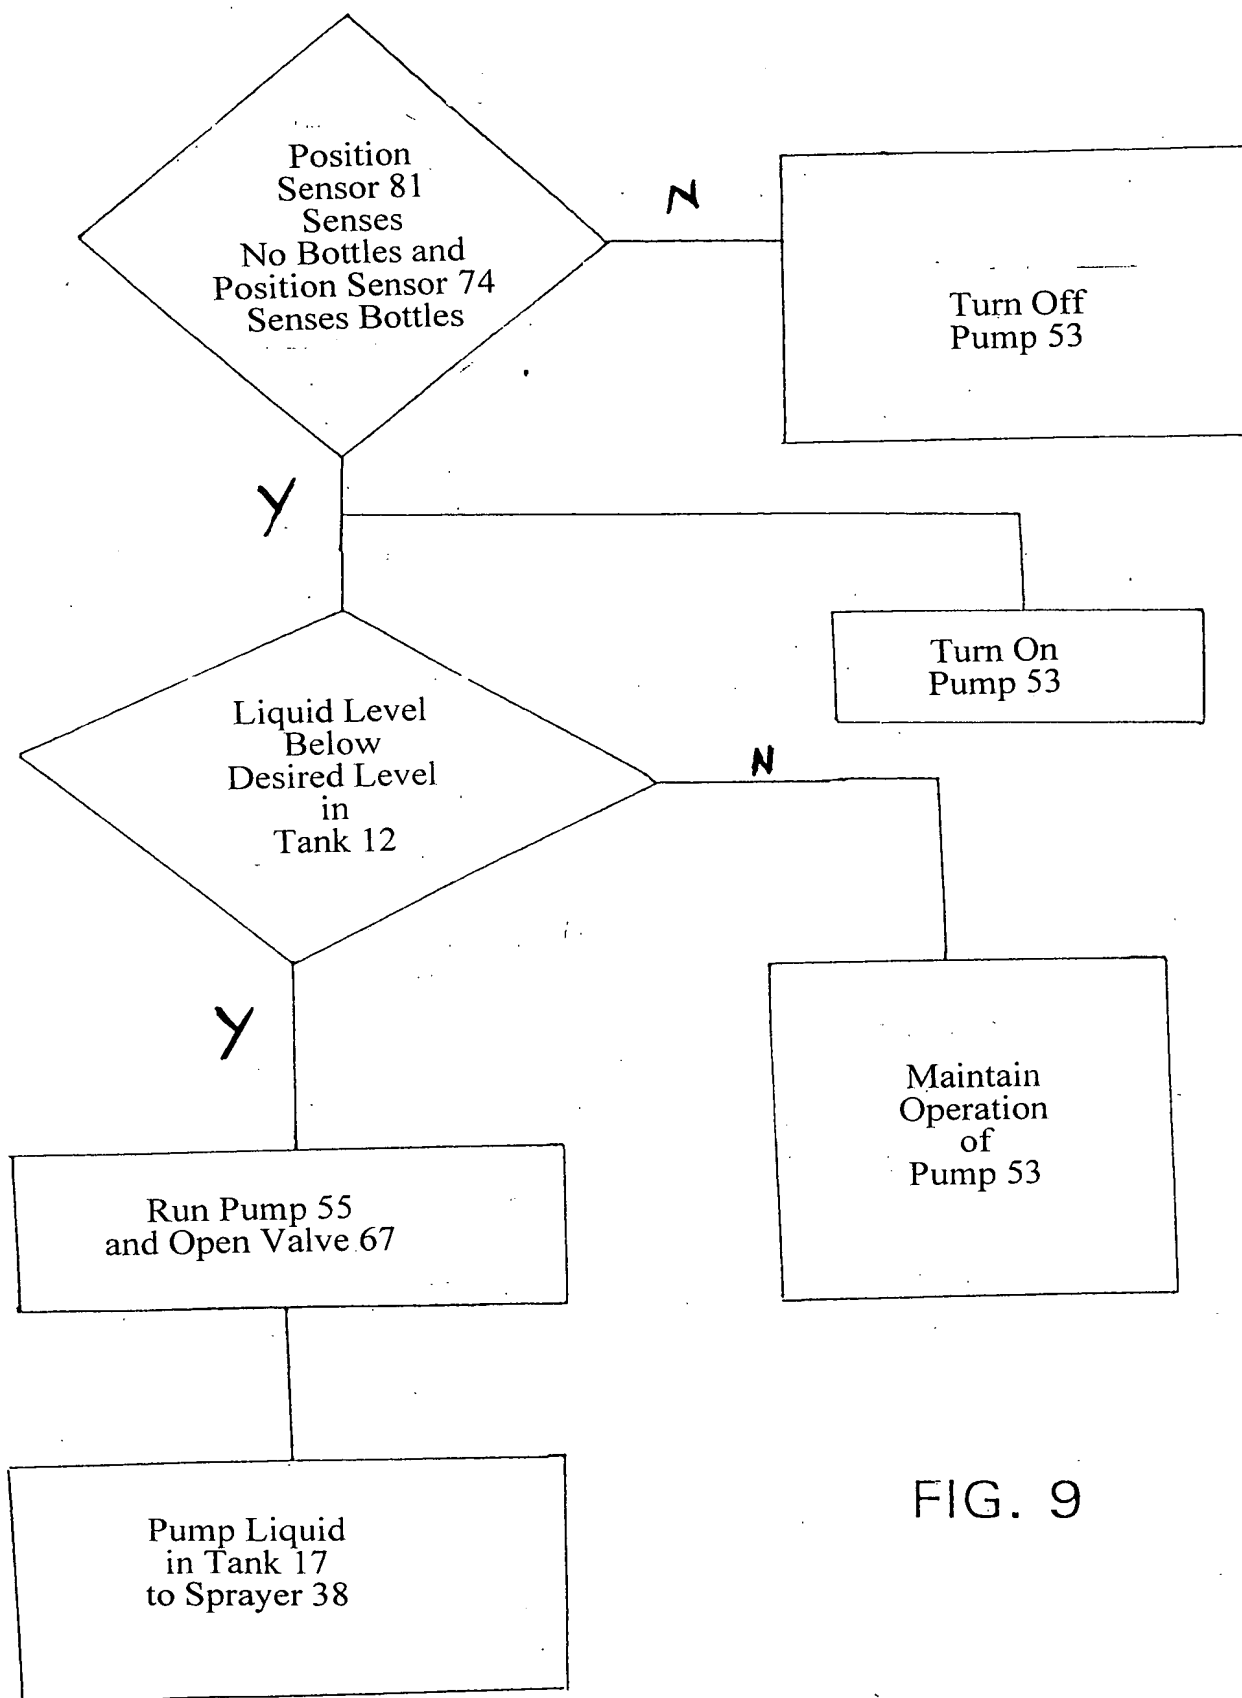 Position
Sensor 81
Senses
No Bottles and
Position Sensor 74
Senses Bottles
N
Turn Off
Pump 53
Y
Turn On
Pump 53
Liquid Level
Below
Desired Level
in
Tank 12
N
Y
Maintain
Operation
of
Pump 53
Run Pump 55
and Open Valve 67
Pump Liquid
in Tank 17
to Sprayer 38
FIG. 9